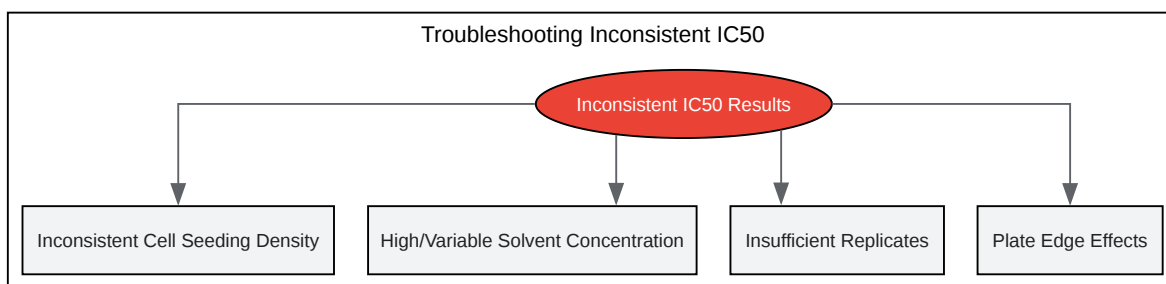 Troubleshooting Inconsistent IC50
Inconsistent IC50 Results
Inconsistent Cell Seeding Density
High/Variable Solvent Concentration
Insufficient Replicates
Plate Edge Effects